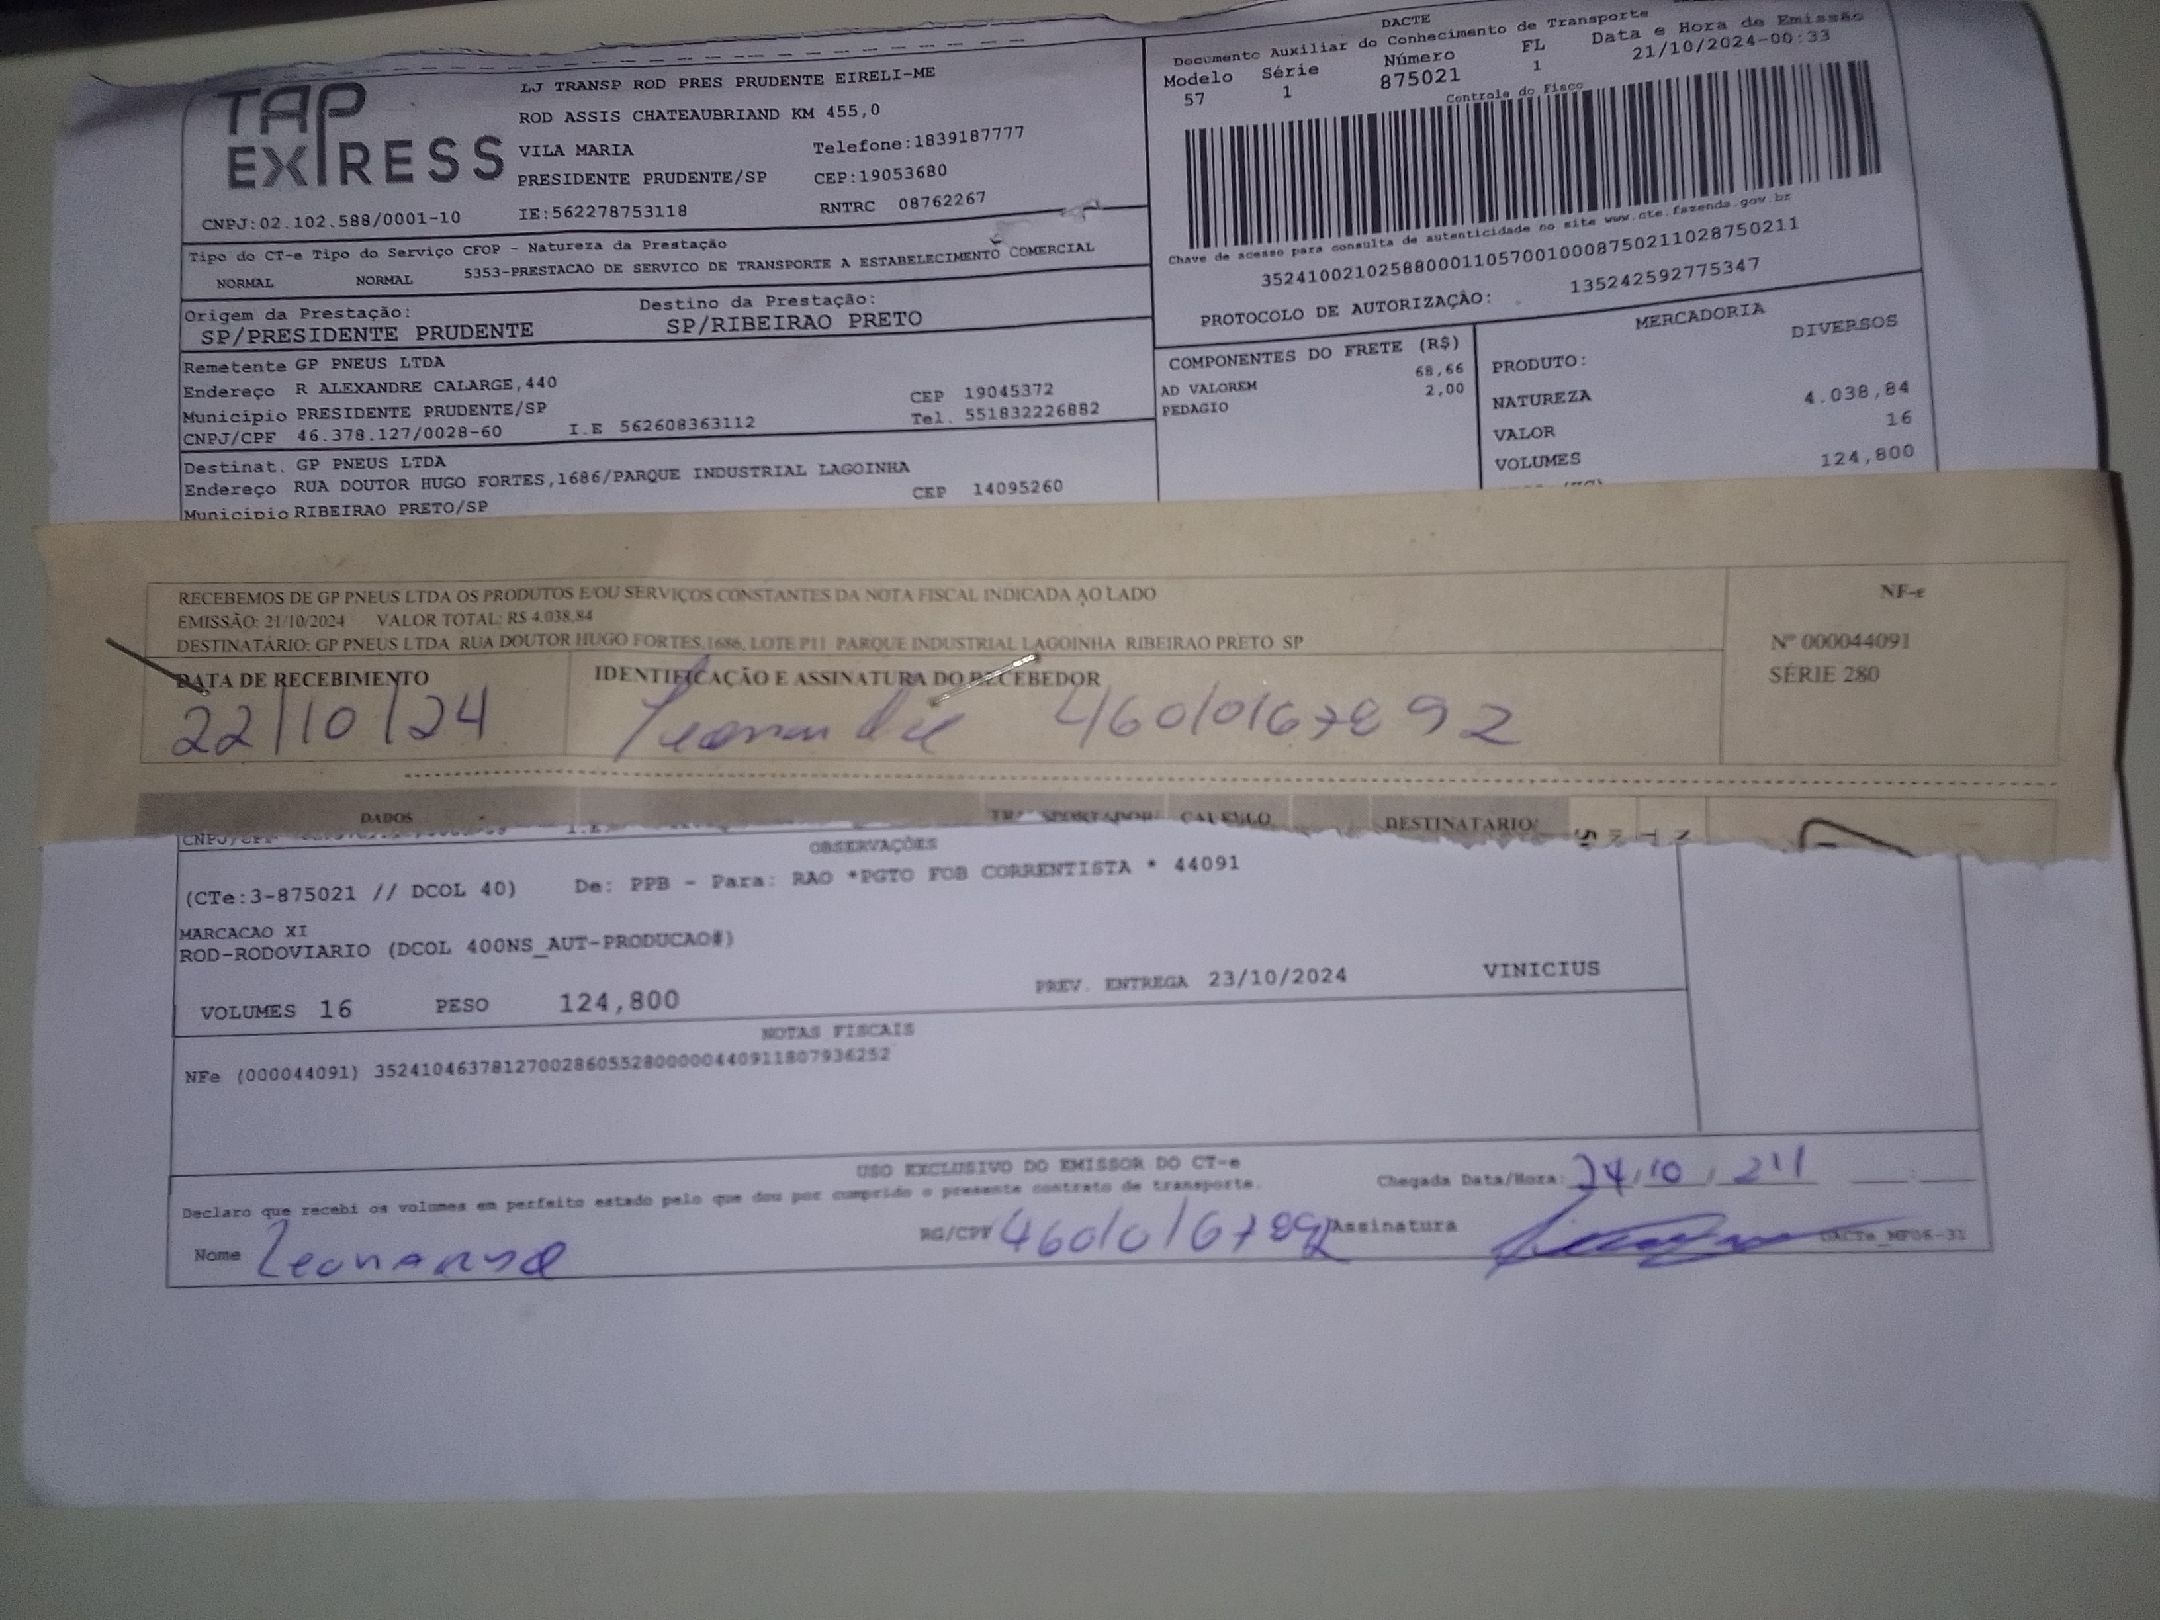 TAP
EXPRESS
CNPJ:02.102.588/0001-10
LJ TRANSP ROD PRES PRUDENTE EIRELI-ME
ROD ASSIS CHATEAUBRIAND KM 455,0
VILA MARIA Telefone:1839187777
PRESIDENTE PRUDENTE/SP CEP:19053680
IE:562278753118 RNTRC 08762267
DACTE
Documento Auxiliar do Conhecimento de Transporte
Modelo Série Número FL Data e Hora de Emissão
57 1 875021 1 21/10/2024-00:33
Controle do Fisco
Chave de acesso para consulta de autenticidade no site www.cte.fazenda.gov.br
35241002102588000110570010008750211028750211
PROTOCOLO DE AUTORIZAÇÃO: 135242592775347
Tipo do CT-e Tipo do Serviço CFOP - Natureza da Prestação
NORMAL NORMAL 5353-PRESTACAO DE SERVICO DE TRANSPORTE A ESTABELECIMENTO COMERCIAL
Origem da Prestação: Destino da Prestação:
SP/PRESIDENTE PRUDENTE SP/RIBEIRAO PRETO
Remetente GP PNEUS LTDA
Endereço R ALEXANDRE CALARGE,440
Municipio PRESIDENTE PRUDENTE/SP CEP 19045372
CNPJ/CPF 46.378.127/0028-60 I.E 562608363112 Tel. 551832226882
Destinat. GP PNEUS LTDA
Endereço RUA DOUTOR HUGO FORTES,1686/PARQUE INDUSTRIAL LAGOINHA
Municipio RIBEIRAO PRETO/SP CEP 14095260
COMPONENTES DO FRETE (R$)
AD VALOREM 68,66
PEDAGIO 2,00
MERCADORIA
PRODUTO: DIVERSOS
NATUREZA
VALOR 4.038,84
VOLUMES 16
124,800
RECEBEMOS DE GP PNEUS LTDA OS PRODUTOS E/OU SERVIÇOS CONSTANTES DA NOTA FISCAL INDICADA AO LADO
EMISSÃO: 21/10/2024 VALOR TOTAL: R$ 4.038,84
DESTINATÁRIO: GP PNEUS LTDA RUA DOUTOR HUGO FORTES,1686, LOTE P11 PARQUE INDUSTRIAL LAGOINHA RIBEIRAO PRETO SP
NF-e
Nº 000044091
SÉRIE 280
DATA DE RECEBIMENTO IDENTIFICAÇÃO E ASSINATURA DO RECEBEDOR
22/10/24 46010167892
DADOS TRANSPORTADOR CALCULO DESTINATARIO
CNPJ/CPF I.E
OBSERVAÇÕES
(CTe:3-875021 // DCOL 40) De: PPB - Para: RAO *PGTO FOB CORRENTISTA * 44091
MARCACAO XI
ROD-RODOVIARIO (DCOL 400NS_AUT-PRODUCAO#)
VOLUMES 16 PESO 124,800 PREV. ENTREGA 23/10/2024 VINICIUS
NOTAS FISCAIS
NFe (000044091) 35241046378127002860552800000440911807936252
USO EXCLUSIVO DO EMISSOR DO CT-e
Declaro que recebi os volumes em perfeito estado pelo que dou por cumprido o presente contrato de transporte. Chegada Data/Hora: 24/10/24
Nome Leonardo RG/CPF 46010167892 Assinatura DACTe_MF06-31